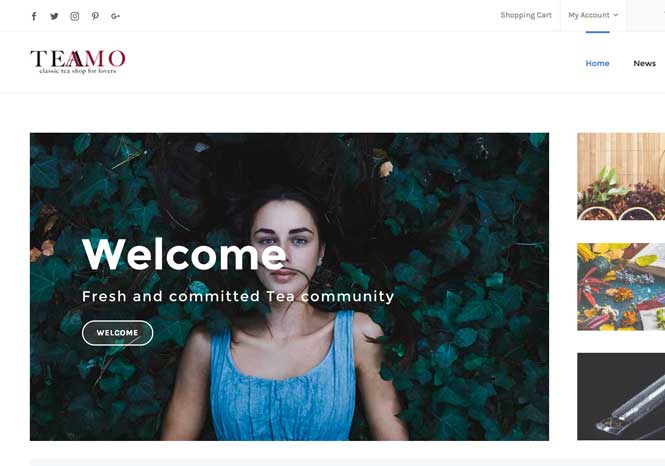 Shopping Cart
My Account
TEAMO
classic tea shop for lovers
Home
News
Welcome
Fresh and committed Tea community
WELCOME